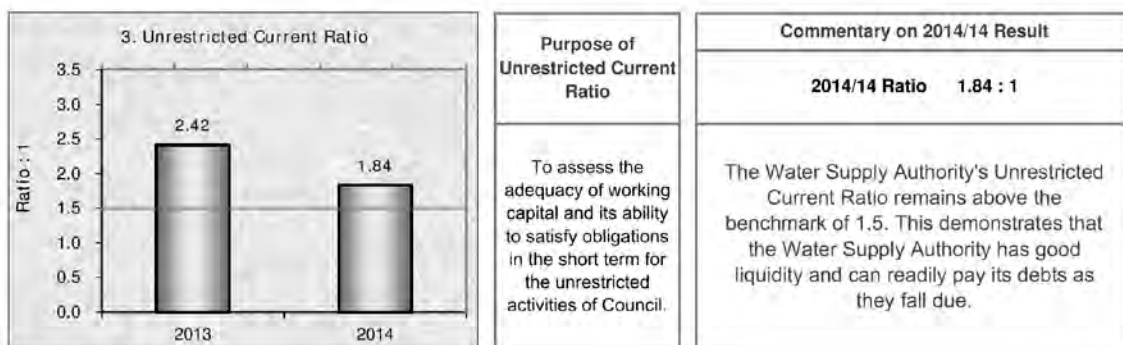 3. Unrestricted Current Ratio
3.5
3.0
2.5
2.0
1.5
1.0
0.5
0.0
Ratio : 1
2.42
1.84
2013
2014
Purpose of
Unrestricted Current
Ratio
To assess the
adequacy of working
capital and its ability
to satisfy obligations
in the short term for
the unrestricted
activities of Council.
Commentary on 2014/14 Result
2014/14 Ratio 1.84 : 1
The Water Supply Authority's Unrestricted
Current Ratio remains above the
benchmark of 1.5. This demonstrates that
the Water Supply Authority has good
liquidity and can readily pay its debts as
they fall due.